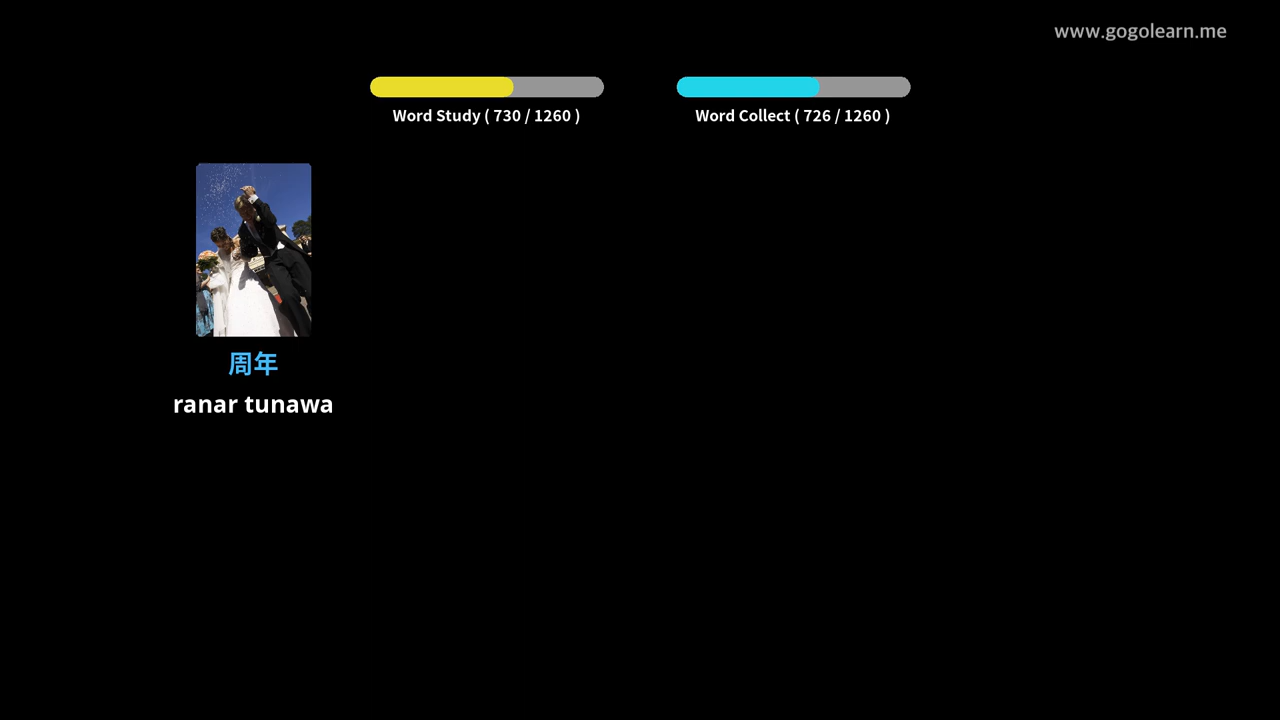 www.gogolearn.me
Word Study ( 730 / 1260 )
Word Collect ( 726 / 1260 )
周年
ranar tunawa